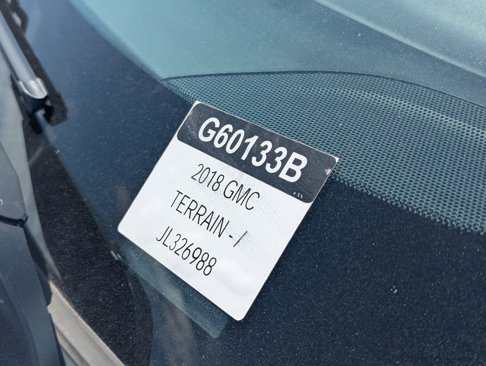 G60133B
2018 GMC
TERRAIN - /
JL326988